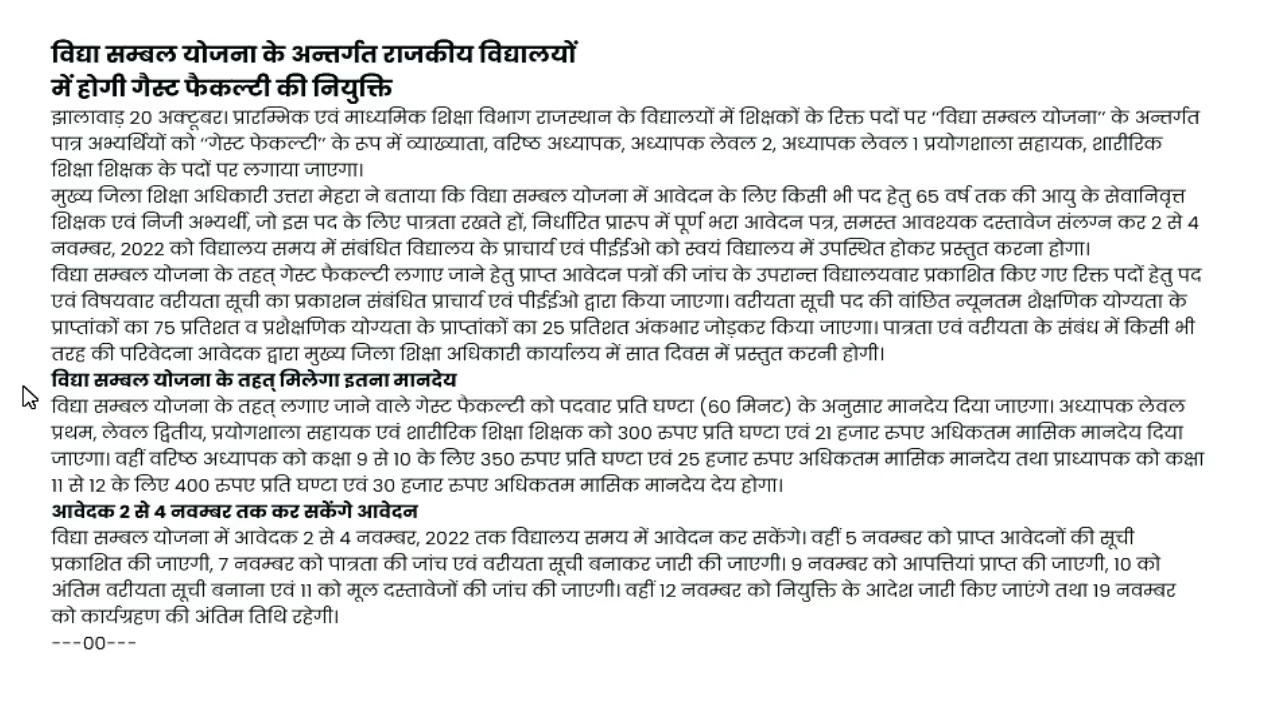 विद्या सम्बल योजना के अन्तर्गत राजकीय विद्यालयों
में होगी गैस्ट फैकल्टी की नियुक्ति
झालावाड़ 20 अक्टूबर। प्रारम्भिक एवं माध्यमिक शिक्षा विभाग राजस्थान के विद्यालयों में शिक्षकों के रिक्त पदों पर ‘‘विद्या सम्बल योजना’’ के अन्तर्गत
पात्र अभ्यर्थियों को ‘‘गेस्ट फेकल्टी’’ के रूप में व्याख्याता, वरिष्ठ अध्यापक, अध्यापक लेवल 2, अध्यापक लेवल 1 प्रयोगशाला सहायक, शारीरिक
शिक्षा शिक्षक के पदों पर लगाया जाएगा।
मुख्य जिला शिक्षा अधिकारी उत्तरा मेहरा ने बताया कि विद्या सम्बल योजना में आवेदन के लिए किसी भी पद हेतु 65 वर्ष तक की आयु के सेवानिवृत्त
शिक्षक एवं निजी अभ्यर्थी, जो इस पद के लिए पात्रता रखते हों, निर्धारित प्रारूप में पूर्ण भरा आवेदन पत्र, समस्त आवश्यक दस्तावेज संलग्न कर 2 से 4
नवम्बर, 2022 को विद्यालय समय में संबंधित विद्यालय के प्राचार्य एवं पीईईओ को स्वयं विद्यालय में उपस्थित होकर प्रस्तुत करना होगा।
विद्या सम्बल योजना के तहत् गेस्ट फैकल्टी लगाए जाने हेतु प्राप्त आवेदन पत्रों की जांच के उपरान्त विद्यालयवार प्रकाशित किए गए रिक्त पदों हेतु पद
एवं विषयवार वरीयता सूची का प्रकाशन संबंधित प्राचार्य एवं पीईईओ द्वारा किया जाएगा। वरीयता सूची पद की वांछित न्यूनतम शैक्षणिक योग्यता के
प्राप्तांकों का 75 प्रतिशत व प्रशैक्षणिक योग्यता के प्राप्तांकों का 25 प्रतिशत अंकभार जोड़कर किया जाएगा। पात्रता एवं वरीयता के संबंध में किसी भी
तरह की परिवेदना आवेदक द्वारा मुख्य जिला शिक्षा अधिकारी कार्यालय में सात दिवस में प्रस्तुत करनी होगी।
विद्या सम्बल योजना के तहत् मिलेगा इतना मानदेय
विद्या सम्बल योजना के तहत् लगाए जाने वाले गेस्ट फैकल्टी को पदवार प्रति घण्टा (60 मिनट) के अनुसार मानदेय दिया जाएगा। अध्यापक लेवल
प्रथम, लेवल द्वितीय, प्रयोगशाला सहायक एवं शारीरिक शिक्षा शिक्षक को 300 रुपए प्रति घण्टा एवं 21 हजार रुपए अधिकतम मासिक मानदेय दिया
जाएगा। वहीं वरिष्ठ अध्यापक को कक्षा 9 से 10 के लिए 350 रुपए प्रति घण्टा एवं 25 हजार रुपए अधिकतम मासिक मानदेय तथा प्राध्यापक को कक्षा
11 से 12 के लिए 400 रुपए प्रति घण्टा एवं 30 हजार रुपए अधिकतम मासिक मानदेय देय होगा।
आवेदक 2 से 4 नवम्बर तक कर सकेंगे आवेदन
विद्या सम्बल योजना में आवेदक 2 से 4 नवम्बर, 2022 तक विद्यालय समय में आवेदन कर सकेंगे। वहीं 5 नवम्बर को प्राप्त आवेदनों की सूची
प्रकाशित की जाएगी, 7 नवम्बर को पात्रता की जांच एवं वरीयता सूची बनाकर जारी की जाएगी। 9 नवम्बर को आपत्तियां प्राप्त की जाएगी, 10 को
अंतिम वरीयता सूची बनाना एवं 11 को मूल दस्तावेजों की जांच की जाएगी। वहीं 12 नवम्बर को नियुक्ति के आदेश जारी किए जाएंगे तथा 19 नवम्बर
को कार्यग्रहण की अंतिम तिथि रहेगी।
---00---